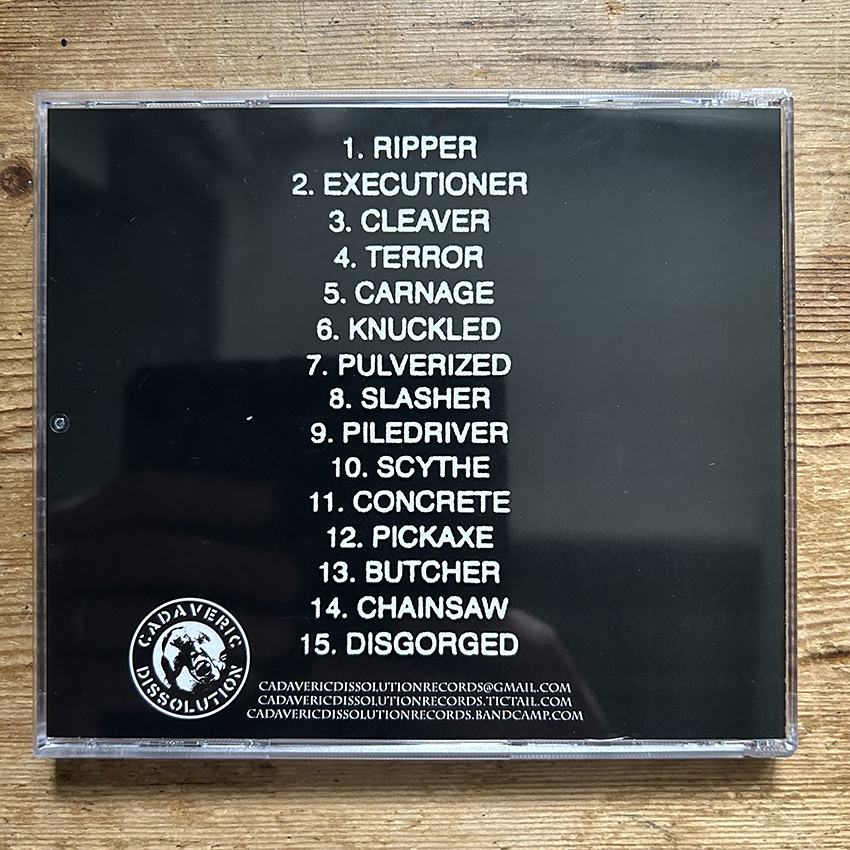 1. RIPPER
2. EXECUTIONER
3. CLEAVER
4. TERROR
5. CARNAGE
6. KNUCKLED
7. PULVERIZED
8. SLASHER
9. PILEDRIVER
10. SCYTHE
11. CONCRETE
12. PICKAXE
13. BUTCHER
14. CHAINSAW
15. DISGORGED
CADAVERIC
DISSOLUTION
CADAVERICDISSOLUTIONRECORDS@GMAIL.COM
CADAVERICDISSOLUTIONRECORDS.TICTAIL.COM
CADAVERICDISSOLUTIONRECORDS.BANDCAMP.COM